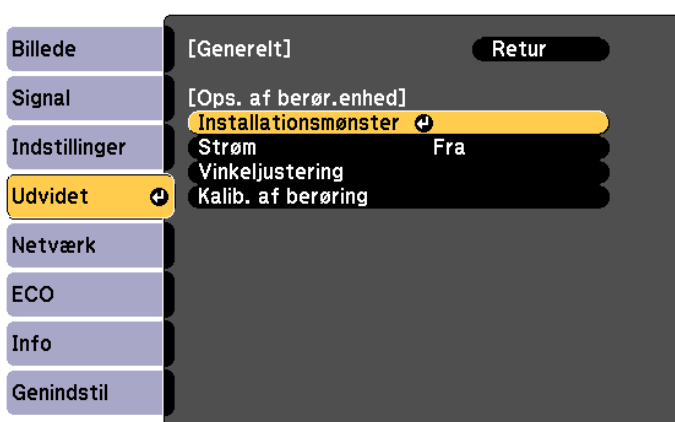 Billede
Signal
Indstillinger
Udvidet
Netværk
ECO
Info
Genindstil
[Generelt] Retur
[Ops. af berør.enhed]
Installationsmønster
Strøm Fra
Vinkeljustering
Kalib. af berøring